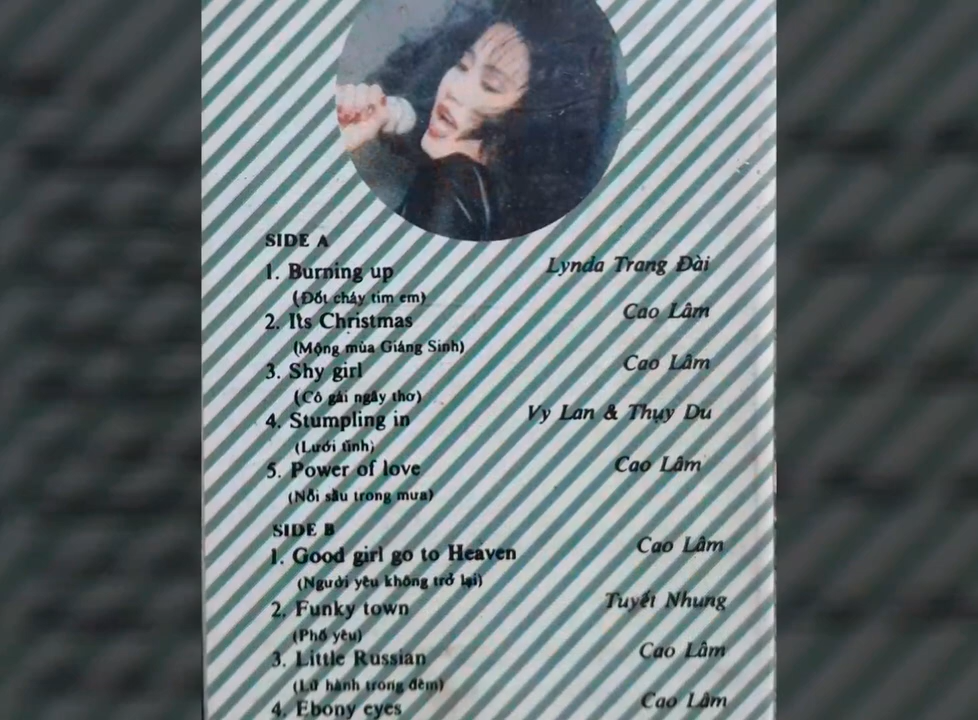 SIDE A
1. Burning up Lynda Trang Đài
(Đốt cháy tim em)
2. Its Christmas Cao Lâm
(Mộng mùa Giáng Sinh)
3. Shy girl Cao Lâm
(Cô gái ngây thơ)
4. Stumpling in Vy Lan & Thụy Du
(Lưới tình)
5. Power of love Cao Lâm
(Nỗi sầu trong mưa)
SIDE B
1. Good girl go to Heaven Cao Lâm
(Người yêu không trở lại)
2. Funky town Tuyết Nhung
(Phố yêu)
3. Little Russian Cao Lâm
(Lữ hành trong đêm)
4. Ebony eyes Cao Lâm